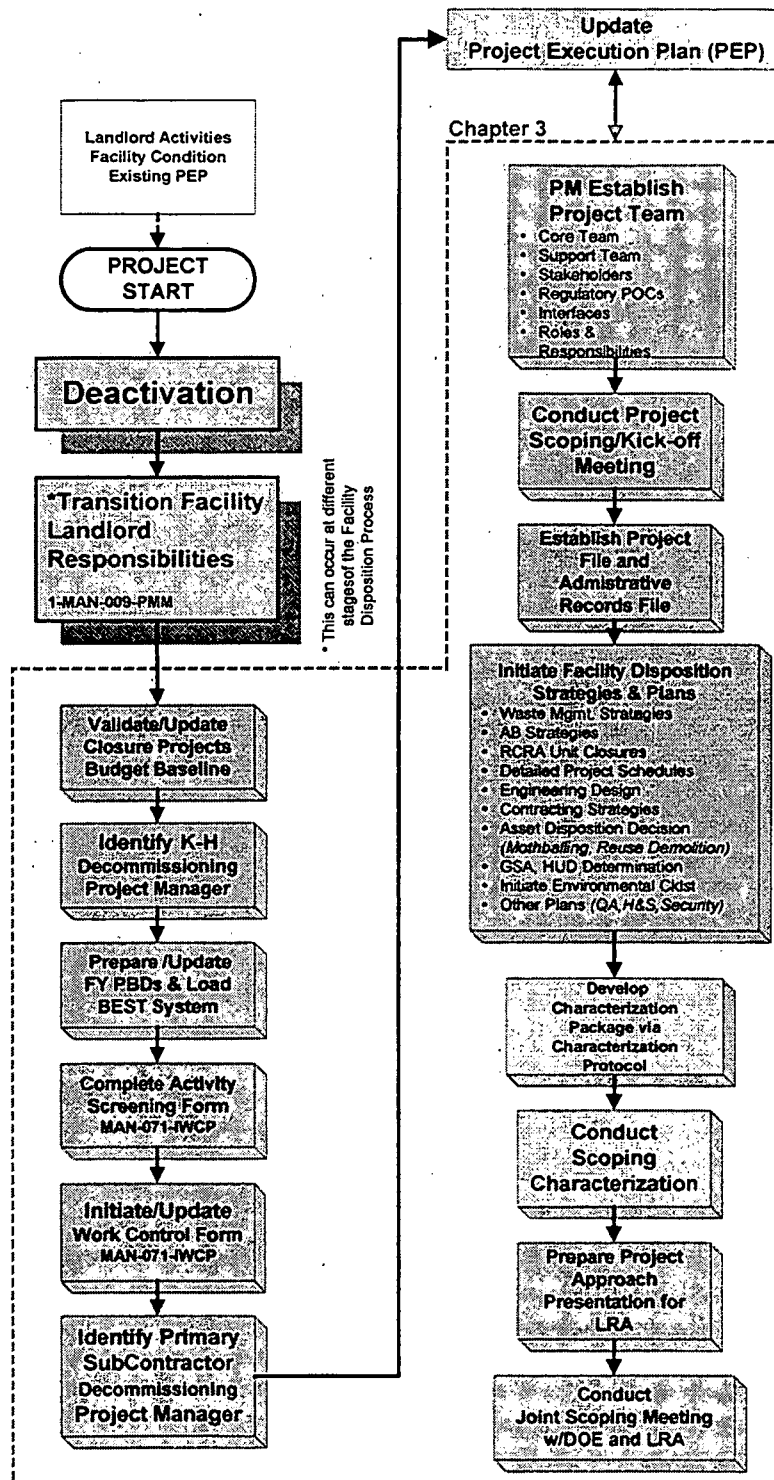 Landlord Activities
Facility Condition
Existing PEP
PROJECT
START
Deactivation
*Transition Facility
Landlord
Responsibilities
1-MAN-009-PMM
* This can occur at different
stagesof the Facility
Disposition Process
Validate/Update
Closure Projects
Budget Baseline
Identify K-H
Decommissioning
Project Manager
Prepare /Update
FY PBDs & Load
BEST System
Complete Activity
Screening Form
MAN-071-IWCP
Initiate/Update
Work Control Form
MAN-071-IWCP
Identify Primary
SubContractor
Decommissioning
Project Manager
Update
Project Execution Plan (PEP)
Chapter 3
PM Establish
Project Team
• Core Team
• Support Team
• Stakeholders
• Regulatory POCs
• Interfaces
• Roles &
Responsibilities
Conduct Project
Scoping/Kick-off
Meeting
Establish Project
File and
Admistrative
Records File
Initiate Facility Disposition
Strategies & Plans
• Waste Mgmt. Strategies
• AB Strategies
• RCRA Unit Closures
• Detailed Project Schedules
• Engineering Design
• Contracting Strategies
• Asset Disposition Decision
(Mothballing, Reuse Demolition)
• GSA, HUD Determination
• Initiate Environmental Cklst
• Other Plans (QA,H&S,Security)
Develop
Characterization
Package via
Characterization
Protocol
Conduct
Scoping
Characterization
Prepare Project
Approach
Presentation for
LRA
Conduct
Joint Scoping Meeting
w/DOE and LRA